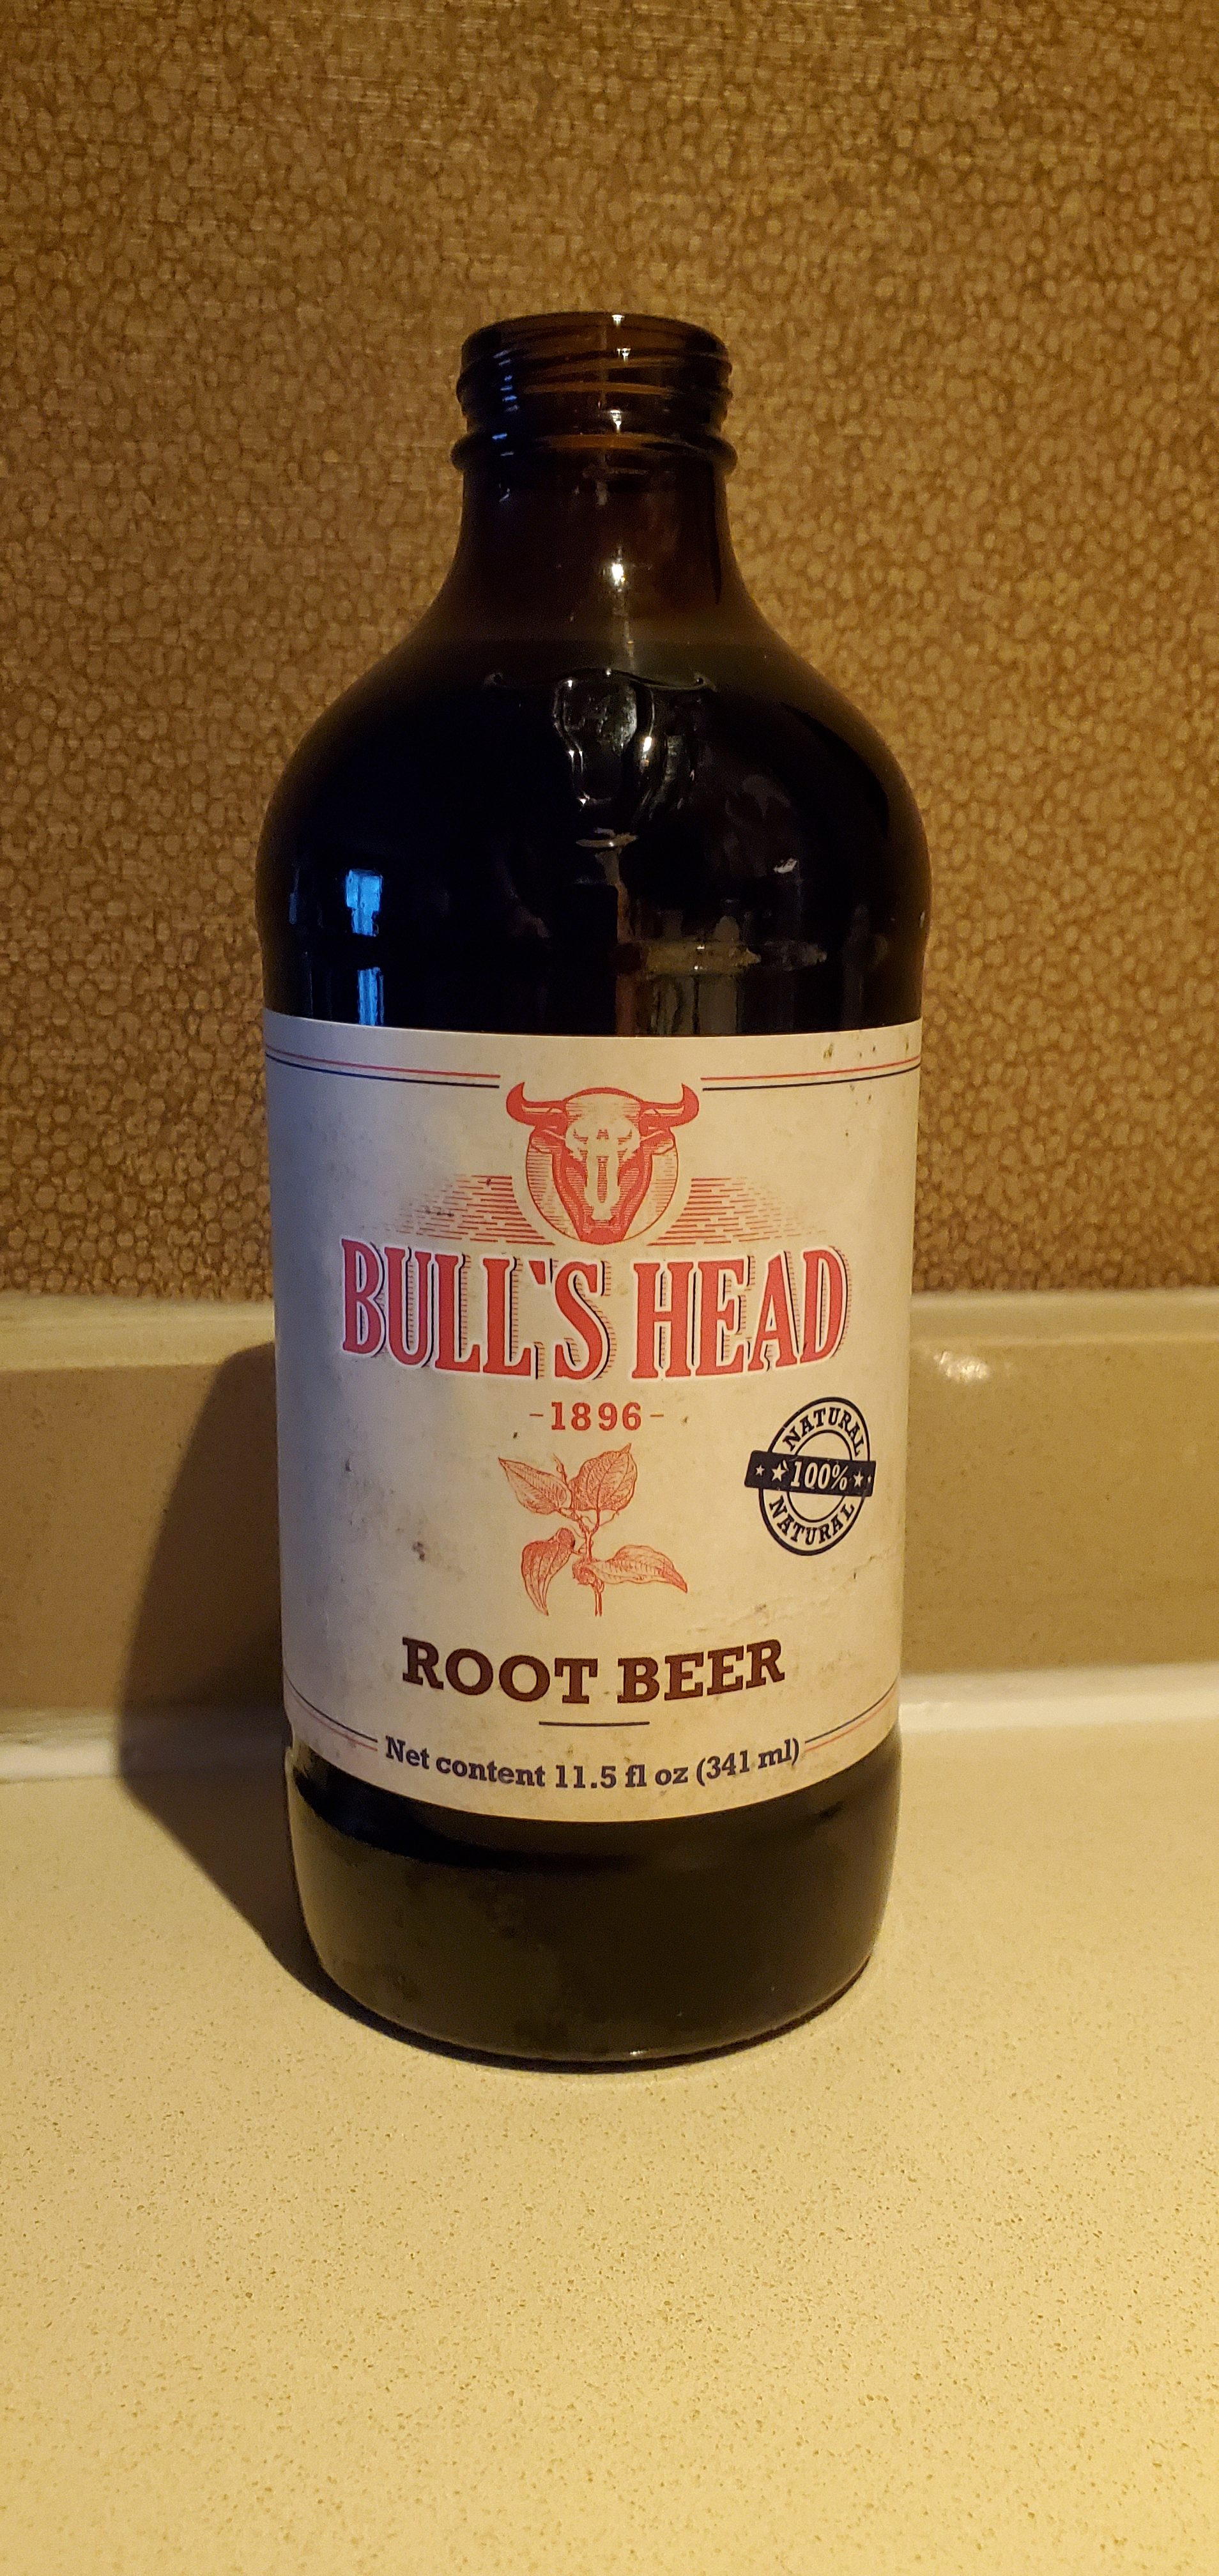 BULL'S HEAD
-1896-
NATURAL
★★100%★★
NATURAL
ROOT BEER
Net content 11.5 fl oz (341 ml)